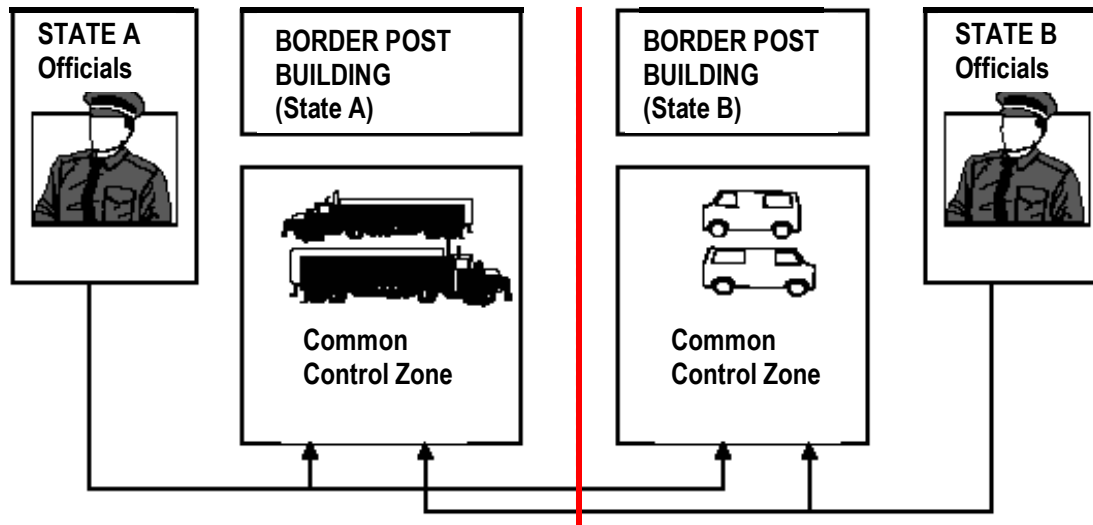 STATE A
Officials
BORDER POST
BUILDING
(State A)
BORDER POST
BUILDING
(State B)
STATE B
Officials
Common
Control Zone
Common
Control Zone